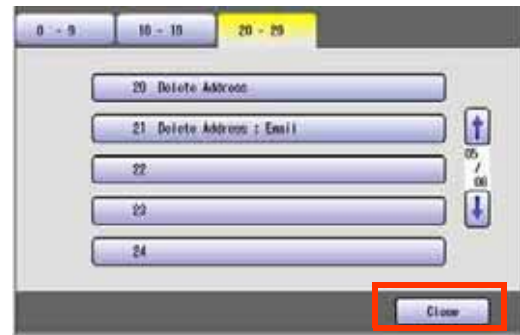 0 - 9 10 - 19 20 - 29
20 Delete Address
21 Delete Address : Email
22
23
24
05
/
06
Close